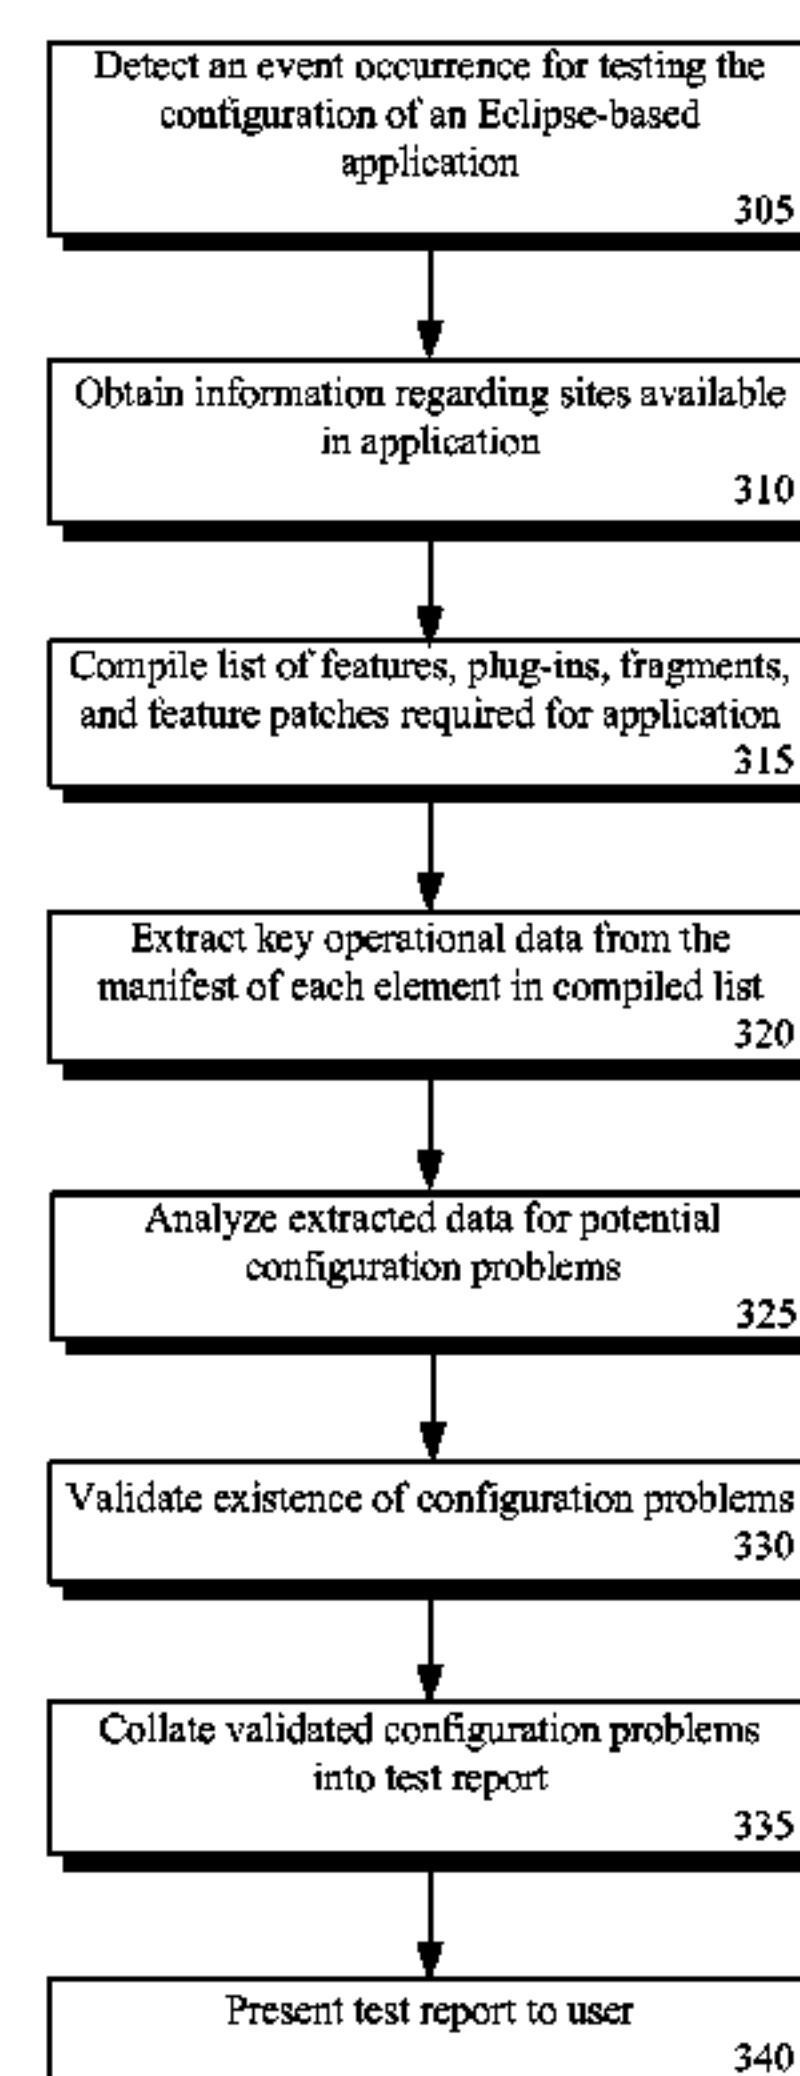 Detect an event occurrence for testing the
configuration of an Eclipse-based
application
305
Obtain information regarding sites available
in application
310
Compile list of features, plug-ins, fragments,
and feature patches required for application
315
Extract key operational data from the
manifest of each element in compiled list
320
Analyze extracted data for potential
configuration problems
325
Validate existence of configuration problems
330
Collate validated configuration problems
into test report
335
Present test report to user
340